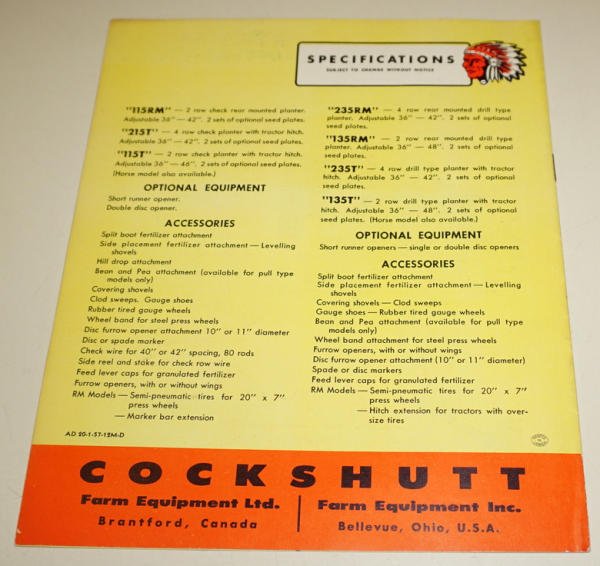 SPECIFICATIONS
SUBJECT TO CHANGE WITHOUT NOTICE
"115RM" — 2 row check rear mounted planter.
Adjustable 36" — 42". 2 sets of optional seed plates.
"215T" — 4 row check planter with tractor hitch.
Adjustable 36" — 42". 2 sets of optional seed plates.
"115T" — 2 row check planter with tractor hitch.
Adjustable 36" — 46". 2 sets of optional seed plates.
(Horse model also available.)
OPTIONAL EQUIPMENT
Short runner opener.
Double disc opener.
ACCESSORIES
Split boot fertilizer attachment
Side placement fertilizer attachment — Levelling
shovels
Hill drop attachment
Bean and Pea attachment (available for pull type
models only)
Covering shovels
Clod sweeps. Gauge shoes
Rubber tired gauge wheels
Wheel band for steel press wheels
Disc furrow opener attachment 10" or 11" diameter
Disc or spade marker
Check wire for 40" or 42" spacing, 80 rods
Side reel and stake for check row wire
Feed lever caps for granulated fertilizer
Furrow openers, with or without wings
RM Models — Semi-pneumatic tires for 20" x 7"
press wheels
— Marker bar extension
AD 20-1-57-12M-D
"235RM" — 4 row rear mounted drill type
planter. Adjustable 36" — 42". 2 sets of optional
seed plates.
"135RM" — 2 row rear mounted drill type
planter. Adjustable 36" — 48". 2 sets of optional
seed plates.
"235T" — 4 row drill type planter with tractor
hitch. Adjustable 36" — 42". 2 sets of optional
seed plates.
"135T" — 2 row drill type planter with tractor
hitch. Adjustable 36" — 48". 2 sets of optional
seed plates. (Horse model also available.)
OPTIONAL EQUIPMENT
Short runner openers — single or double disc openers
ACCESSORIES
Split boot fertilizer attachment
Side placement fertilizer attachment — Levelling
shovels
Covering shovels — Clod sweeps
Gauge shoes — Rubber tired gauge wheels
Bean and Pea attachment (available for pull type
models only)
Wheel band attachment for steel press wheels
Furrow openers, with or without wings
Disc furrow opener attachment (10" or 11" diameter)
Spade or disc markers
Feed lever caps for granulated fertilizer
RM Models — Semi-pneumatic tires for 20" x 7"
press wheels
— Hitch extension for tractors with over-
size tires
COCKSHUTT
Farm Equipment Ltd.
Brantford, Canada
Farm Equipment Inc.
Bellevue, Ohio, U.S.A.